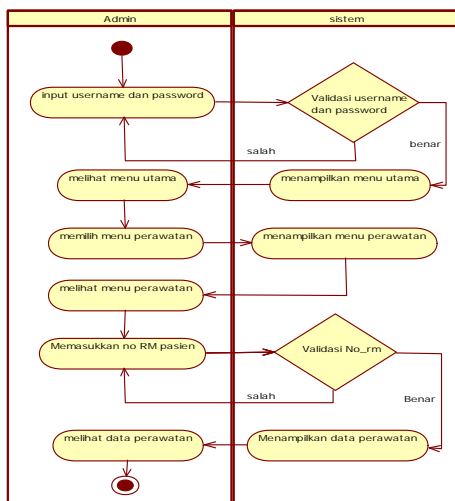 Admin
sistem
input username dan password
Validasi username
dan password
salah
benar
melihat menu utama
menampilkan menu utama
memilih menu perawatan
menampilkan menu perawatan
melihat menu perawatan
Memasukkan no RM pasien
Validasi No_rm
salah
Benar
melihat data perawatan
Menampilkan data perawatan